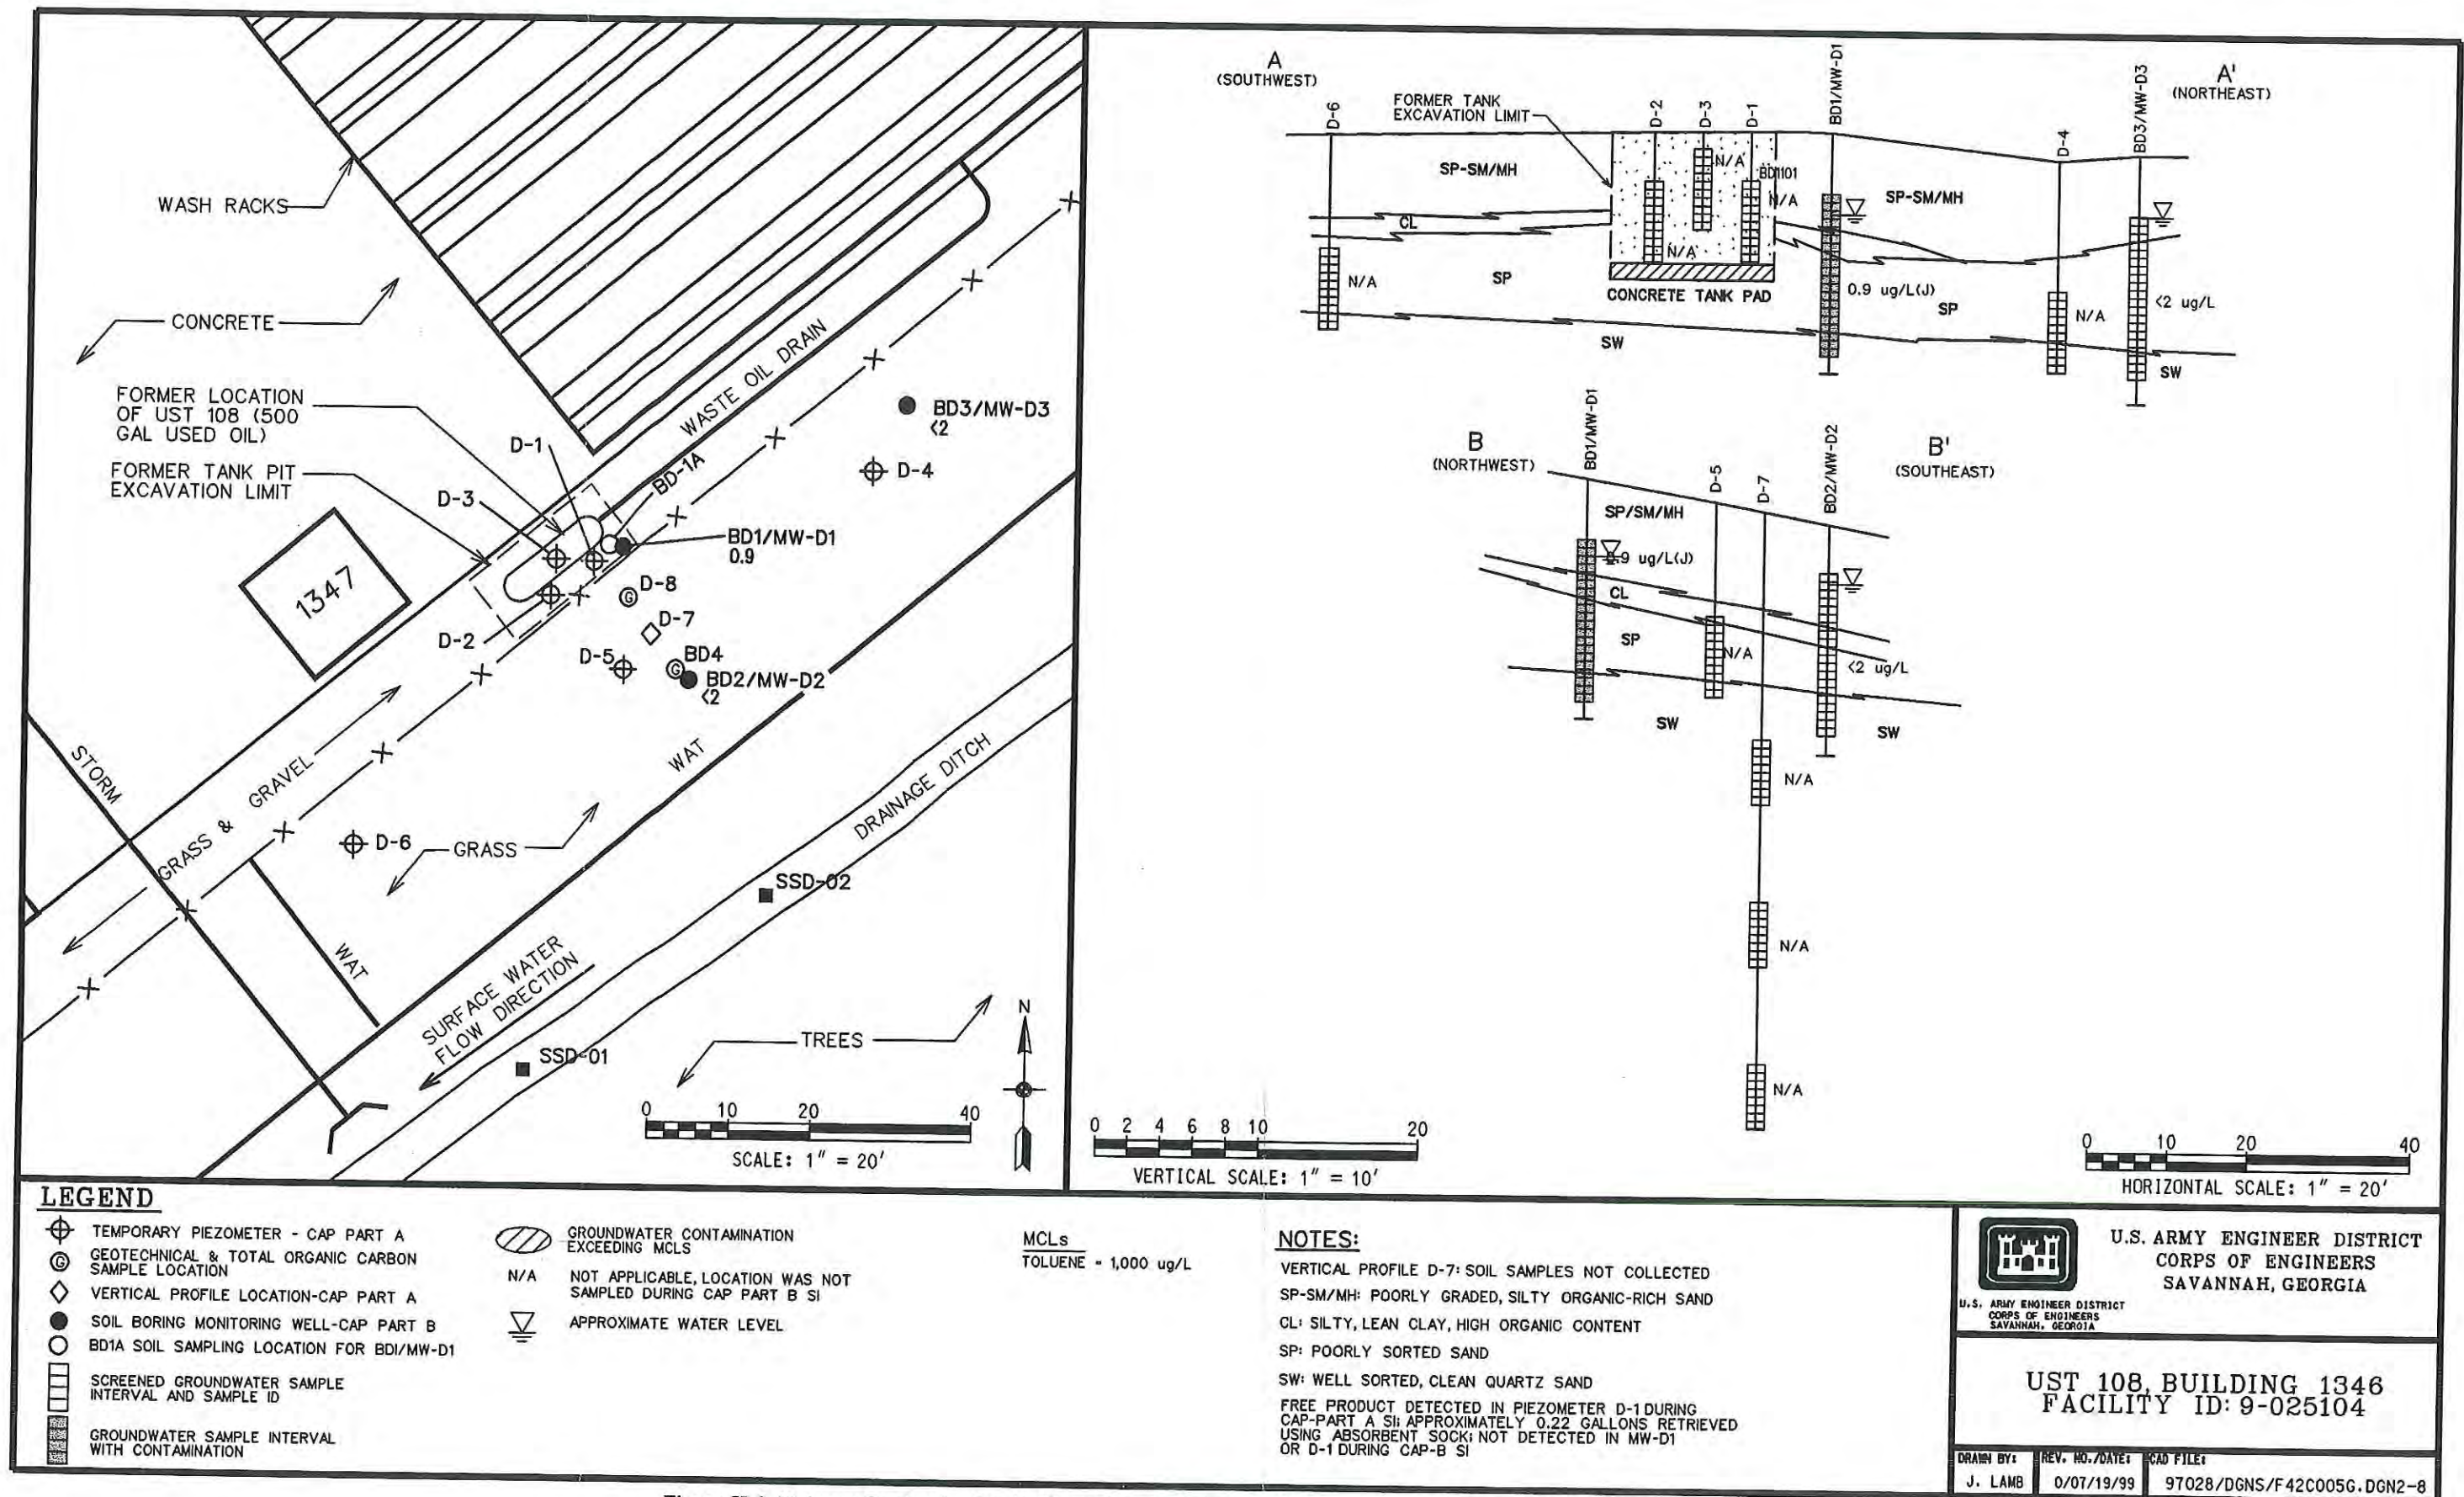 WASH RACKS
CONCRETE
FORMER LOCATION
OF UST 108 (500
GAL USED OIL)
FORMER TANK PIT
EXCAVATION LIMIT
D-1
D-3
D-2
1347
WASTE OIL DRAIN
BD-1A
BD3/MW-D3
<2
D-4
BD1/MW-D1
0.9
D-8
D-7
D-5
BD4
BD2/MW-D2
<2
STORM
GRASS & GRAVEL
WAT
D-6
GRASS
WAT
DRAINAGE DITCH
SSD-02
SURFACE WATER
FLOW DIRECTION
SSD-01
TREES
N
0 10 20 40
SCALE: 1" = 20'
A
(SOUTHWEST)
A'
(NORTHEAST)
FORMER TANK
EXCAVATION LIMIT
D-6
D-2
D-3
D-1
BD1/MW-D1
D-4
BD3/MW-D3
SP-SM/MH
N/A
BD1101
N/A
SP-SM/MH
CL
N/A
N/A
SP
CONCRETE TANK PAD
0.9 ug/L(J)
SP
N/A
<2 ug/L
SW
SW
B
(NORTHWEST)
B'
(SOUTHEAST)
BD1/MW-D1
D-5
D-7
BD2/MW-D2
SP/SM/MH
0.9 ug/L(J)
CL
SP
N/A
<2 ug/L
SW
SW
N/A
N/A
N/A
0 2 4 6 8 10 20
VERTICAL SCALE: 1" = 10'
0 10 20 40
HORIZONTAL SCALE: 1" = 20'
LEGEND
TEMPORARY PIEZOMETER - CAP PART A
G GEOTECHNICAL & TOTAL ORGANIC CARBON
SAMPLE LOCATION
VERTICAL PROFILE LOCATION-CAP PART A
SOIL BORING MONITORING WELL-CAP PART B
BD1A SOIL SAMPLING LOCATION FOR BDI/MW-D1
SCREENED GROUNDWATER SAMPLE
INTERVAL AND SAMPLE ID
GROUNDWATER SAMPLE INTERVAL
WITH CONTAMINATION
GROUNDWATER CONTAMINATION
EXCEEDING MCLS
N/A NOT APPLICABLE, LOCATION WAS NOT
SAMPLED DURING CAP PART B SI
APPROXIMATE WATER LEVEL
MCLs
TOLUENE = 1,000 ug/L
NOTES:
VERTICAL PROFILE D-7: SOIL SAMPLES NOT COLLECTED
SP-SM/MH: POORLY GRADED, SILTY ORGANIC-RICH SAND
CL: SILTY, LEAN CLAY, HIGH ORGANIC CONTENT
SP: POORLY SORTED SAND
SW: WELL SORTED, CLEAN QUARTZ SAND
FREE PRODUCT DETECTED IN PIEZOMETER D-1 DURING
CAP-PART A SI; APPROXIMATELY 0.22 GALLONS RETRIEVED
USING ABSORBENT SOCK; NOT DETECTED IN MW-D1
OR D-1 DURING CAP-B SI
U.S. ARMY ENGINEER DISTRICT
CORPS OF ENGINEERS
SAVANNAH, GEORGIA
U.S. ARMY ENGINEER DISTRICT
CORPS OF ENGINEERS
SAVANNAH, GEORGIA
UST 108, BUILDING 1346
FACILITY ID: 9-025104
DRAWN BY:
J. LAMB
REV. NO./DATE:
0/07/19/99
CAD FILE:
97028/DGNS/F42C005G.DGN2-8